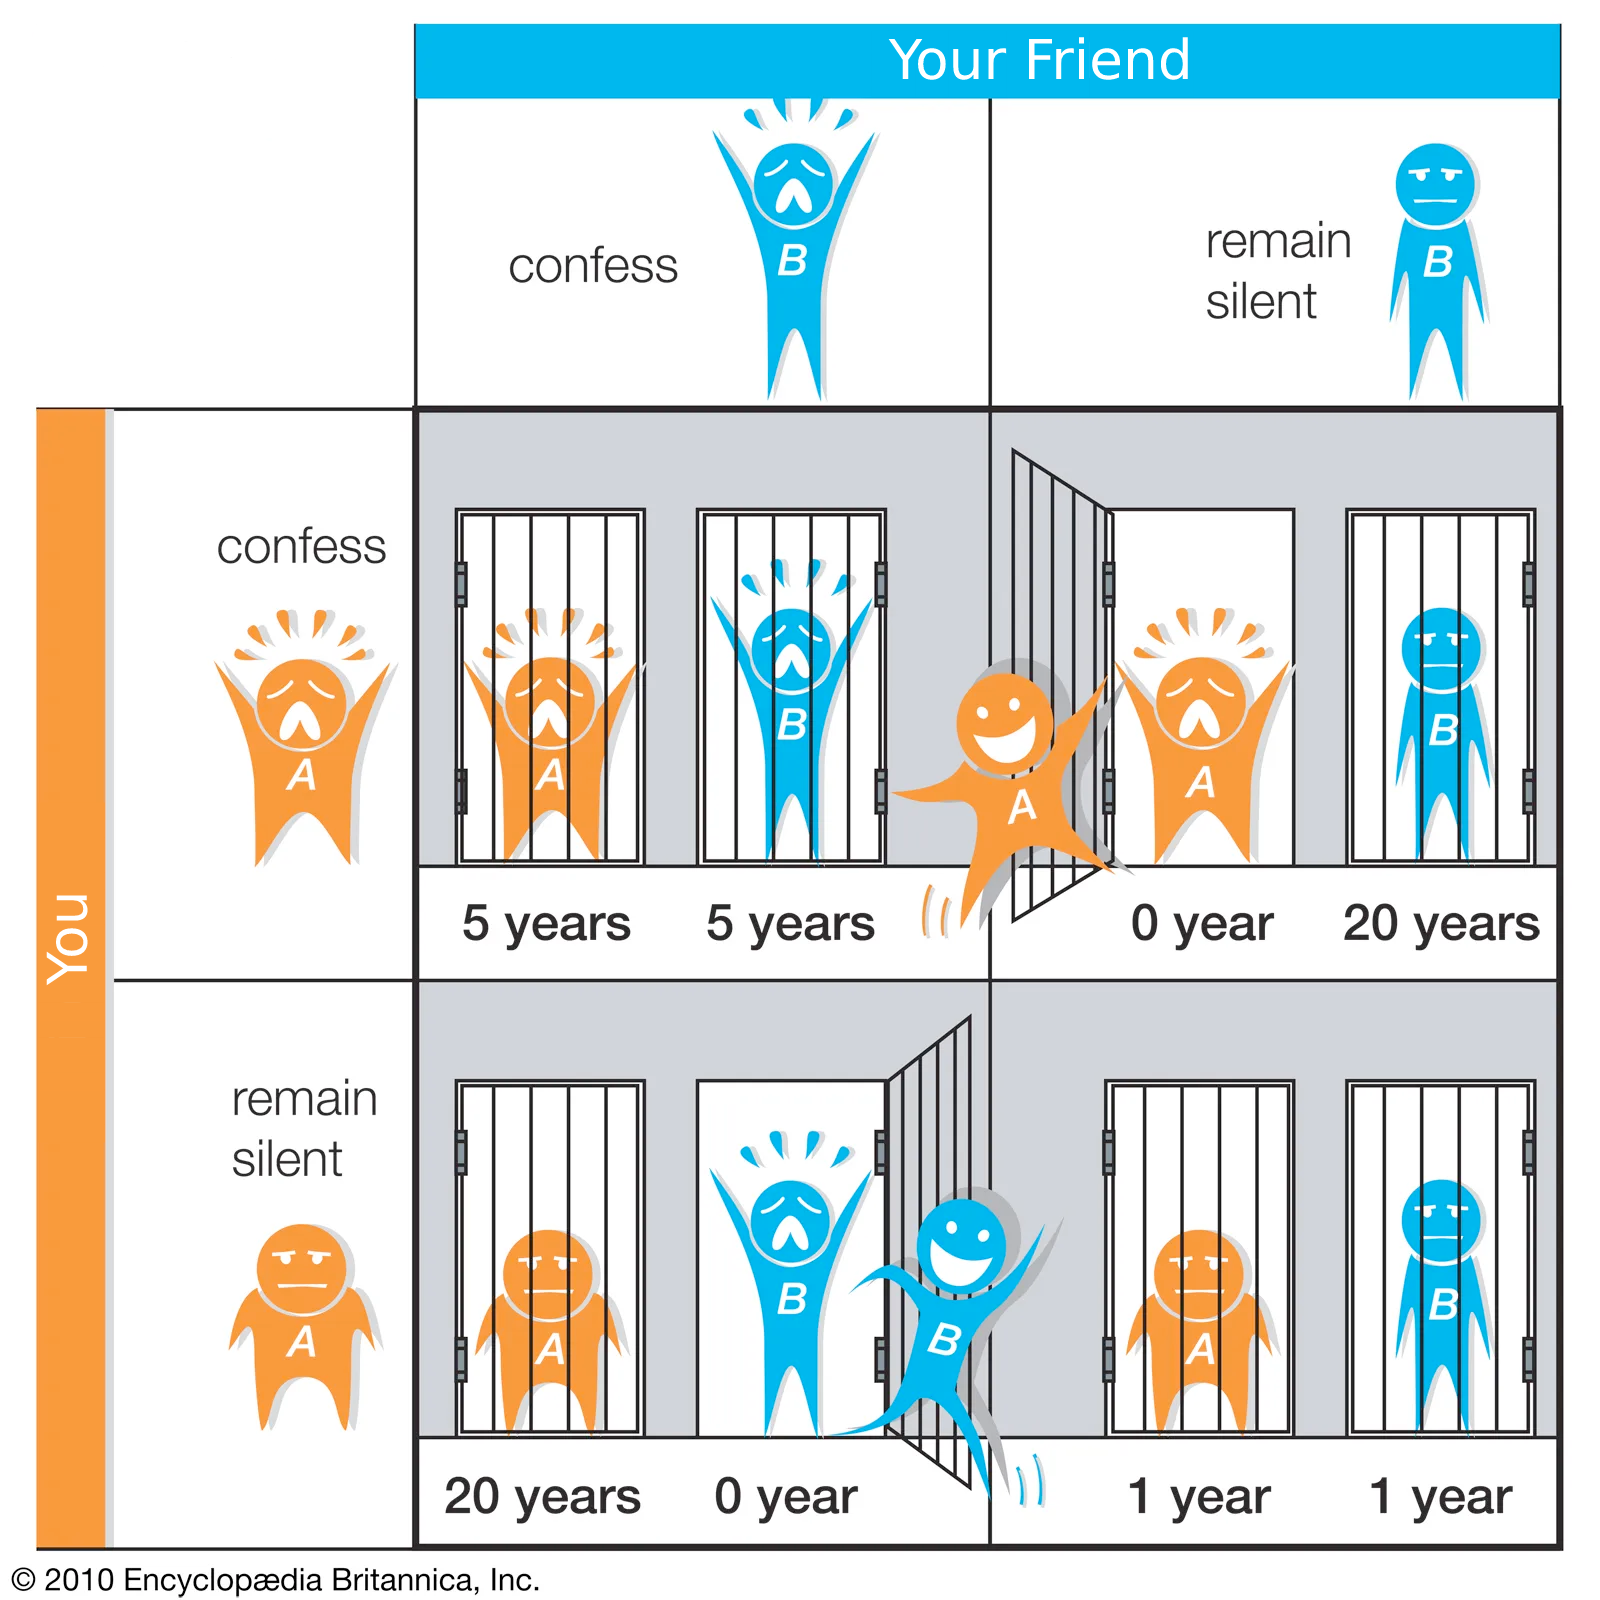 Your Friend
confess
B
remain
silent
B
You
confess
A
A
B
A
A
B
5 years
5 years
0 year
20 years
remain
silent
A
A
B
B
A
B
20 years
0 year
1 year
1 year
© 2010 Encyclopædia Britannica, Inc.